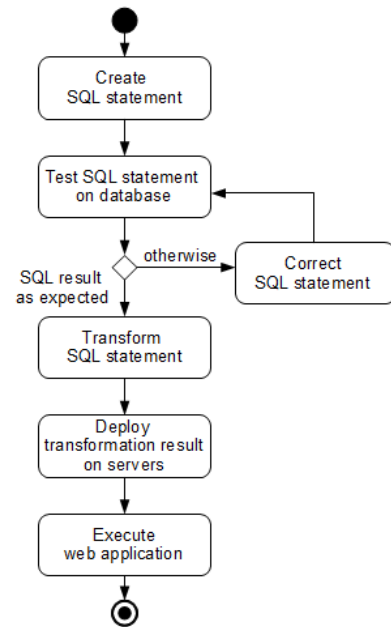 Create
SQL statement
Test SQL statement
on database
otherwise
SQL result
as expected
Correct
SQL statement
Transform
SQL statement
Deploy
transformation result
on servers
Execute
web application